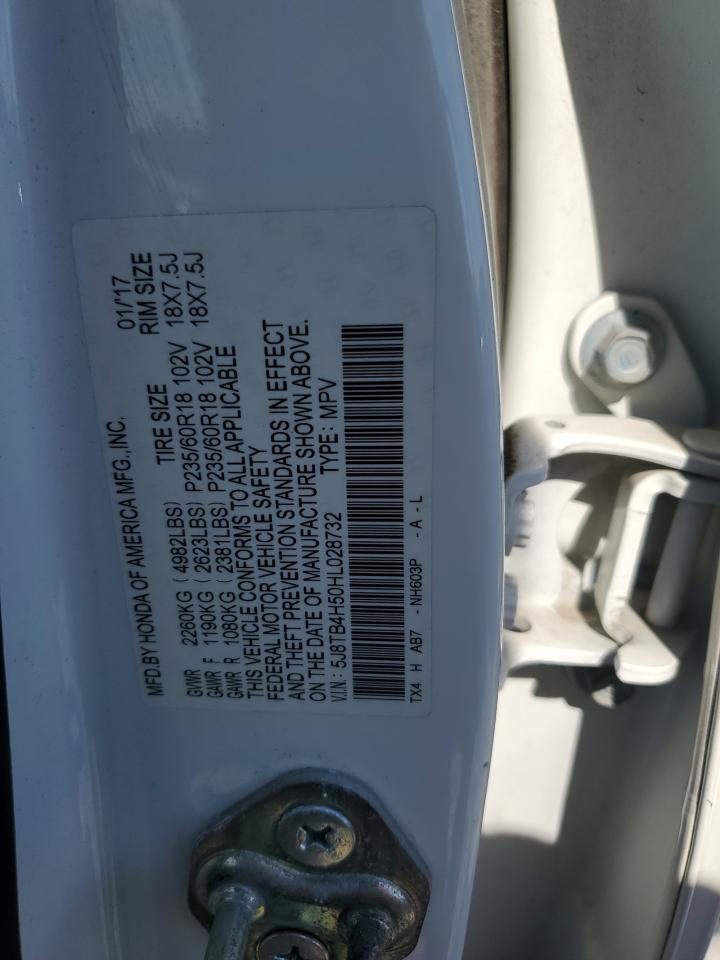 MFD.BY HONDA OF AMERICA MFG.,INC. 01/'17
TIRE SIZE RIM SIZE
GVWR 2260KG ( 4982LBS)
GAWR F 1190KG ( 2623LBS) P235/60R18 102V 18X7.5J
GAWR R 1080KG ( 2381LBS) P235/60R18 102V 18X7.5J
THIS VEHICLE CONFORMS TO ALL APPLICABLE
FEDERAL MOTOR VEHICLE SAFETY
AND THEFT PREVENTION STANDARDS IN EFFECT
ON THE DATE OF MANUFACTURE SHOWN ABOVE.
V.I.N.: 5J8TB4H50HL028732 TYPE: MPV
TX4 H AB7 - NH603P - A - L